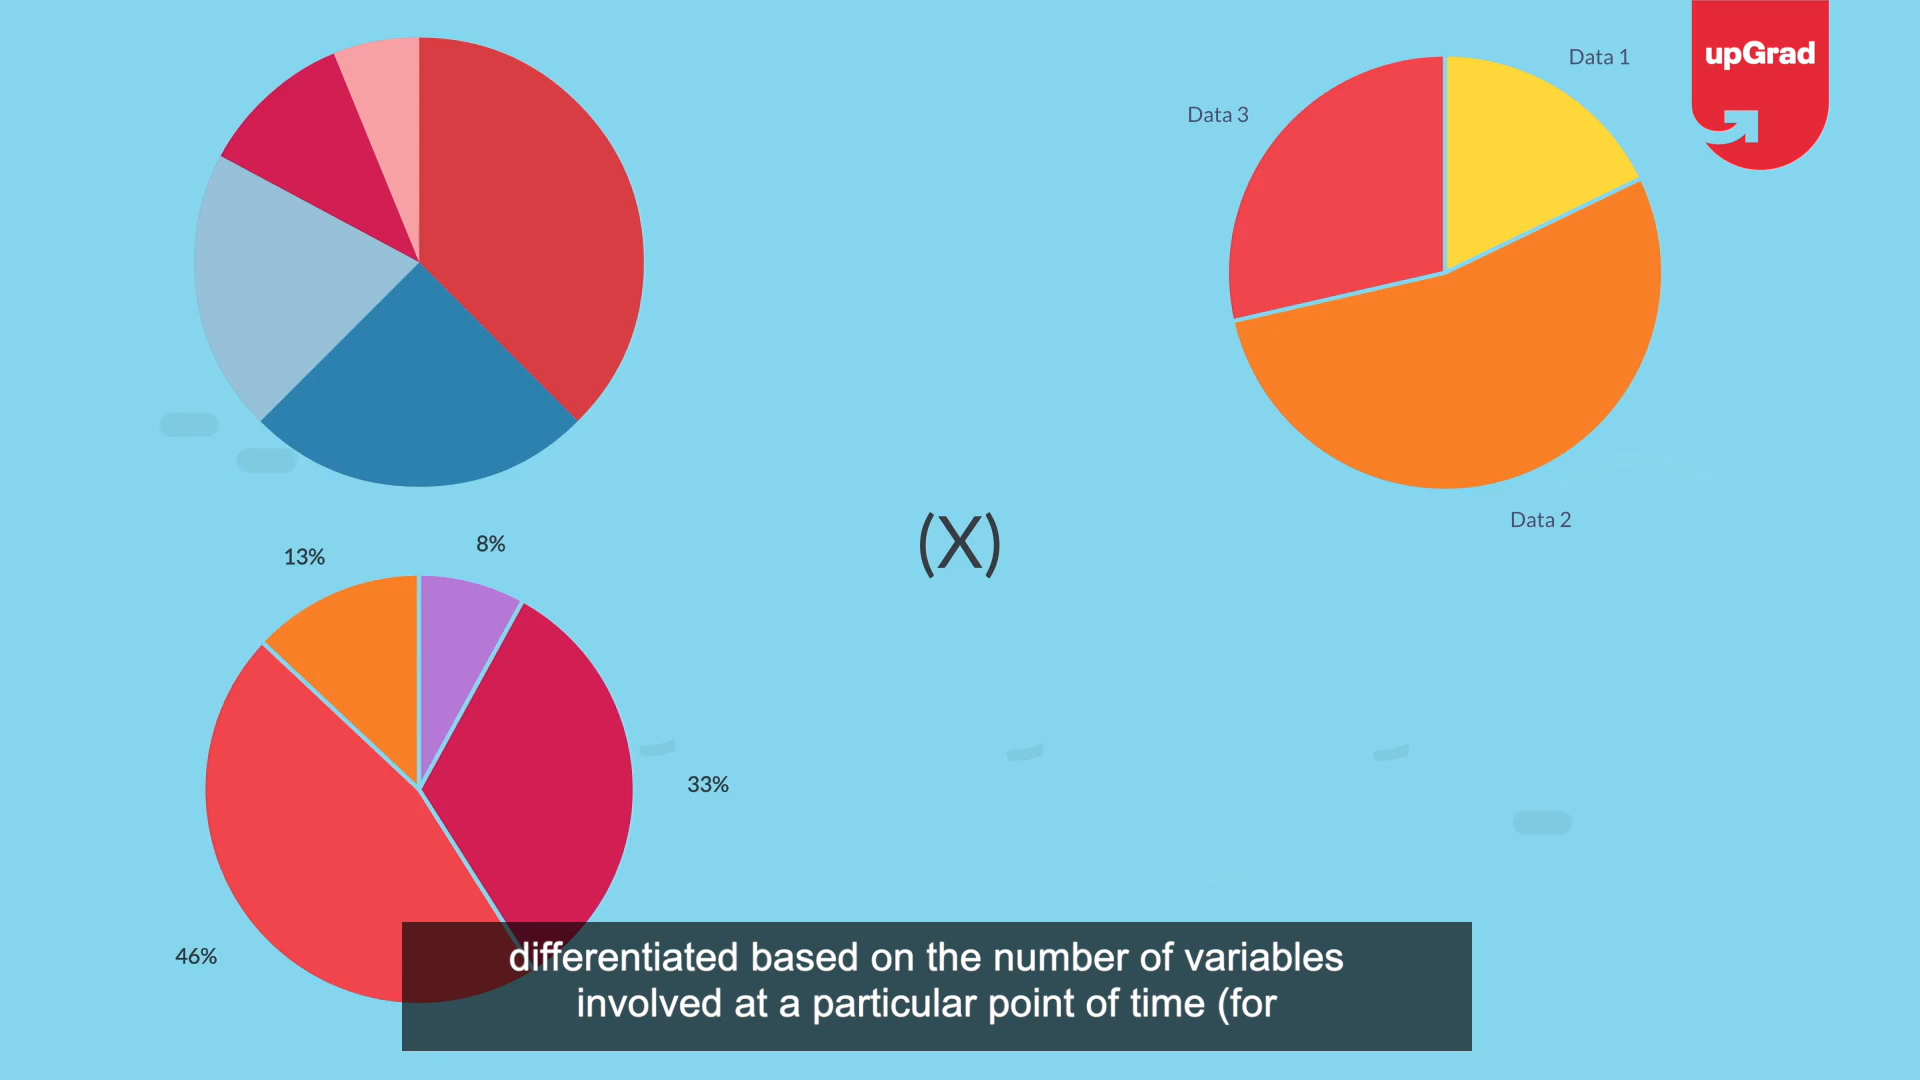 upGrad
Data 1
Data 3
Data 2
(X)
8%
13%
33%
46%
differentiated based on the number of variables
involved at a particular point of time (for